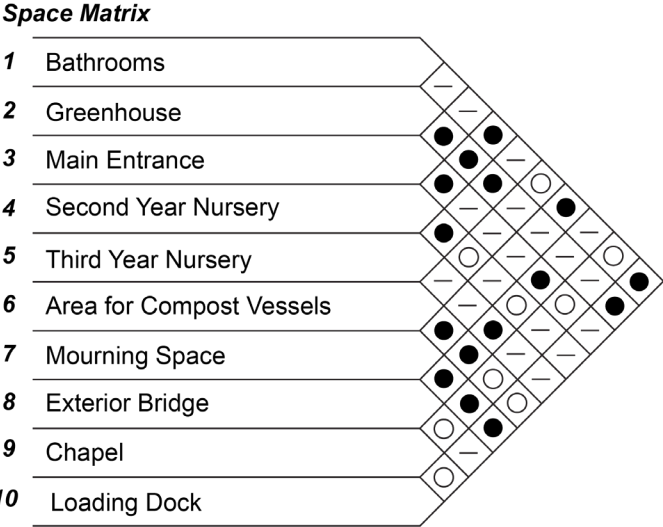 Space Matrix
1 Bathrooms
2 Greenhouse
3 Main Entrance
4 Second Year Nursery
5 Third Year Nursery
6 Area for Compost Vessels
7 Mourning Space
8 Exterior Bridge
9 Chapel
10 Loading Dock